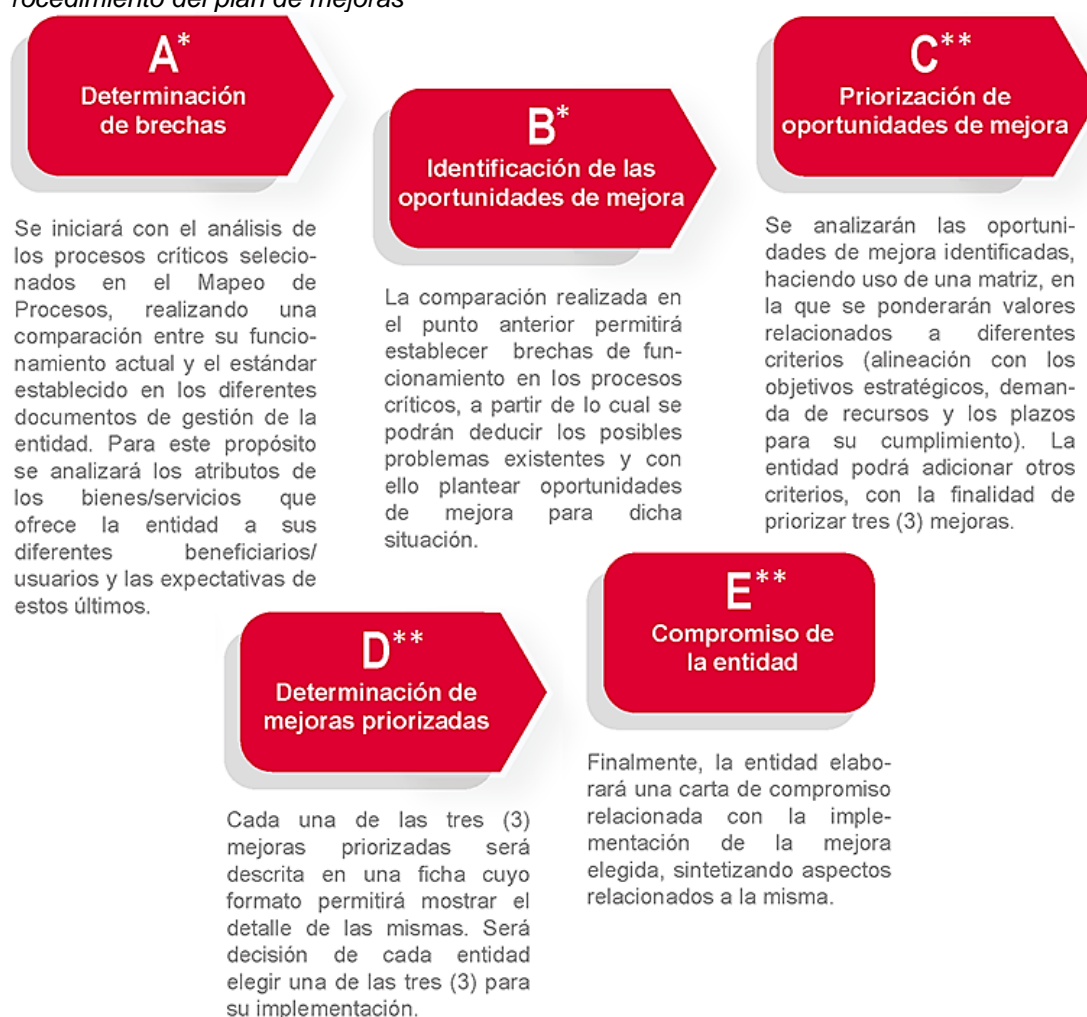 rocedimiento del plan de mejoras
A*
Determinación
de brechas
Se iniciará con el análisis de
los procesos críticos selecio-
nados en el Mapeo de
Procesos, realizando una
comparación entre su funcio-
namiento actual y el estándar
establecido en los diferentes
documentos de gestión de la
entidad. Para este propósito
se analizará los atributos de
los bienes/servicios que
ofrece la entidad a sus
diferentes beneficiarios/
usuarios y las expectativas de
estos últimos.
B*
Identificación de las
oportunidades de mejora
La comparación realizada en
el punto anterior permitirá
establecer brechas de fun-
cionamiento en los procesos
críticos, a partir de lo cual se
podrán deducir los posibles
problemas existentes y con
ello plantear oportunidades
de mejora para dicha
situación.
C**
Priorización de
oportunidades de mejora
Se analizarán las oportuni-
dades de mejora identificadas,
haciendo uso de una matriz, en
la que se ponderarán valores
relacionados a diferentes
criterios (alineación con los
objetivos estratégicos, deman-
da de recursos y los plazos
para su cumplimiento). La
entidad podrá adicionar otros
criterios, con la finalidad de
priorizar tres (3) mejoras.
D**
Determinación de
mejoras priorizadas
Cada una de las tres (3)
mejoras priorizadas será
descrita en una ficha cuyo
formato permitirá mostrar el
detalle de las mismas. Será
decisión de cada entidad
elegir una de las tres (3) para
su implementación.
E**
Compromiso de
la entidad
Finalmente, la entidad elabo-
rará una carta de compromiso
relacionada con la imple-
mentación de la mejora
elegida, sintetizando aspectos
relacionados a la misma.